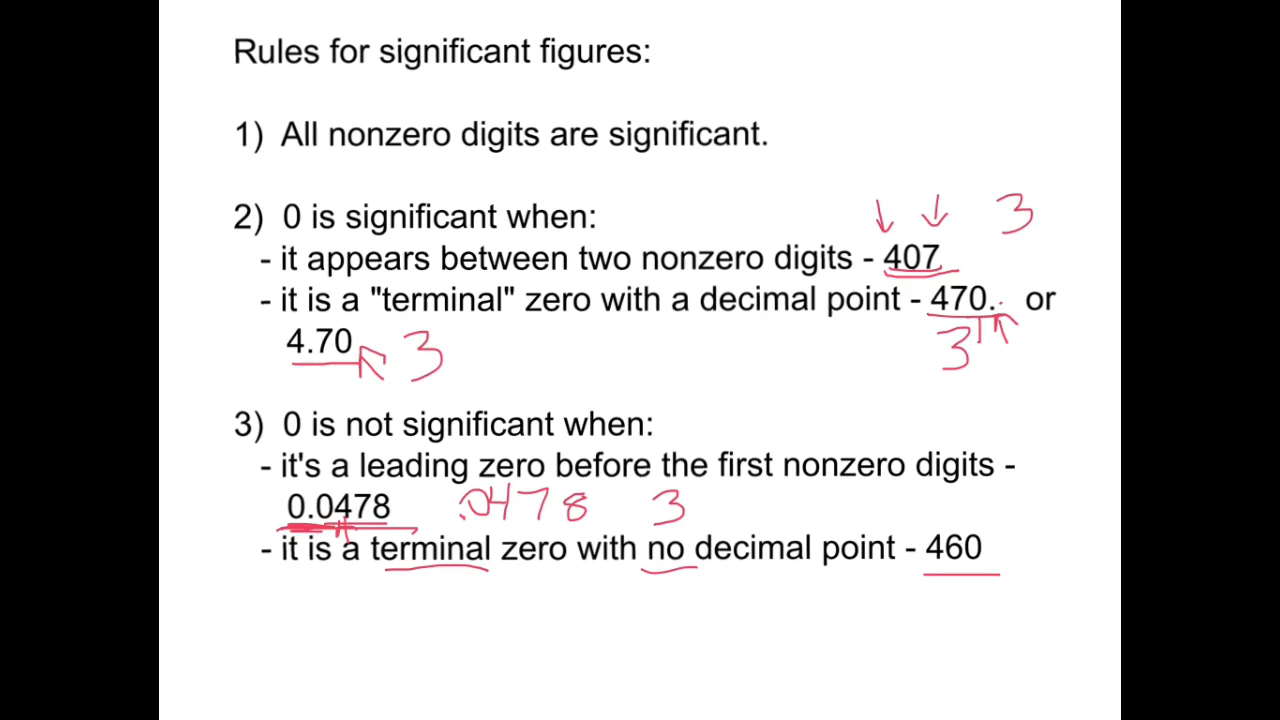 Rules for significant figures:
1) All nonzero digits are significant.
2) 0 is significant when: 3
- it appears between two nonzero digits - 407
- it is a "terminal" zero with a decimal point - 470. or
4.70 3 3
3) 0 is not significant when:
- it's a leading zero before the first nonzero digits -
0.0478 .0478 3
- it is a terminal zero with no decimal point - 460